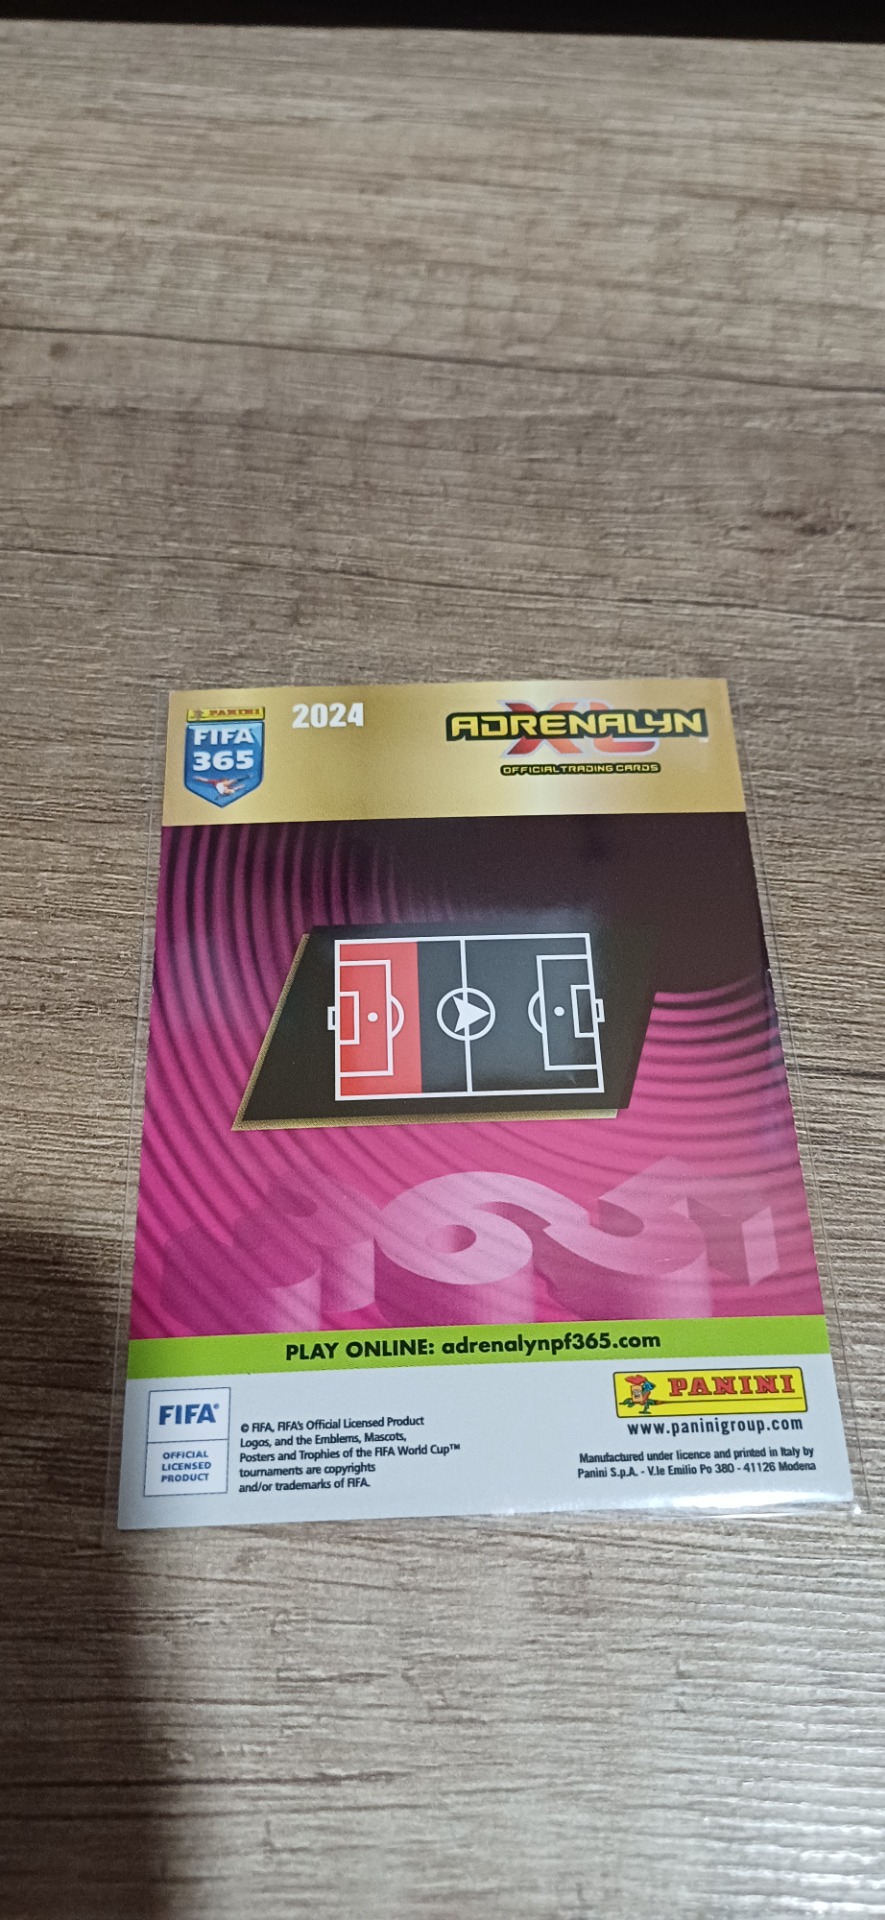 PANINI
FIFA
365
2024
ADRENALYN
XL
OFFICIAL TRADING CARDS
365
PLAY ONLINE: adrenalynpf365.com
FIFA®
OFFICIAL
LICENSED
PRODUCT
© FIFA, FIFA's Official Licensed Product
Logos, and the Emblems, Mascots,
Posters and Trophies of the FIFA World Cup™
tournaments are copyrights
and/or trademarks of FIFA.
PANINI
www.paninigroup.com
Manufactured under licence and printed in Italy by
Panini S.p.A. - V.le Emilio Po 380 - 41126 Modena